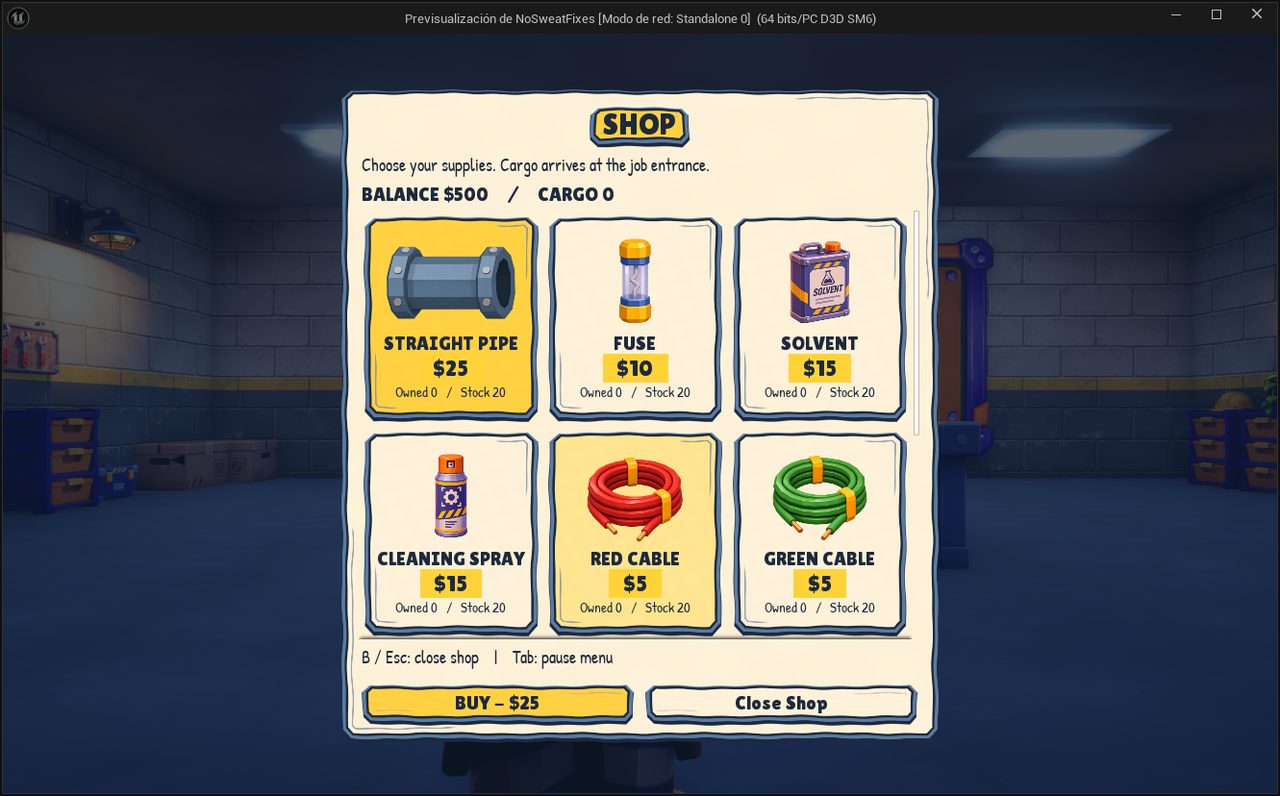 Previsualización de NoSweatFixes [Modo de red: Standalone 0] (64 bits/PC D3D SM6)
SHOP
Choose your supplies. Cargo arrives at the job entrance.
BALANCE $500 / CARGO 0
STRAIGHT PIPE
$25
Owned 0 / Stock 20
FUSE
$10
Owned 0 / Stock 20
SOLVENT
SOLVENT
$15
Owned 0 / Stock 20
CLEANING SPRAY
$15
Owned 0 / Stock 20
RED CABLE
$5
Owned 0 / Stock 20
GREEN CABLE
$5
Owned 0 / Stock 20
B / Esc: close shop | Tab: pause menu
BUY – $25
Close Shop